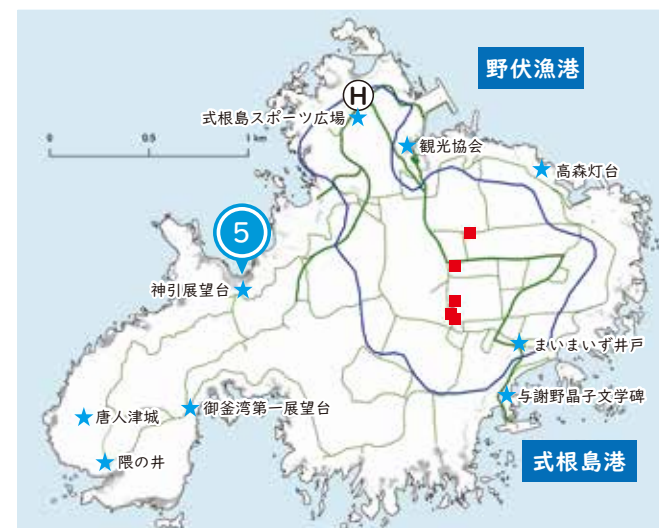 野伏漁港
H
式根島スポーツ広場
0
0.5
1 km
観光協会
高森灯台
5
神引展望台
まいまいず井戸
与謝野晶子文学碑
御釜湾第一展望台
唐人津城
隈の井
式根島港